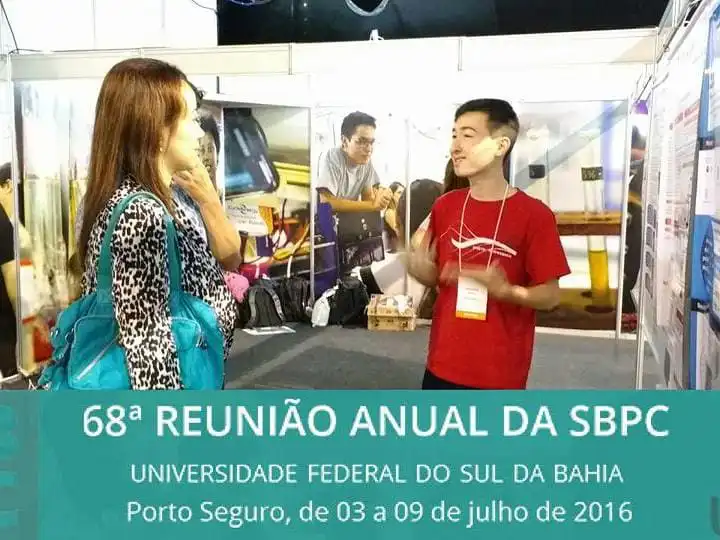 68ª REUNIÃO ANUAL DA SBPC
UNIVERSIDADE FEDERAL DO SUL DA BAHIA
Porto Seguro, de 03 a 09 de julho de 2016